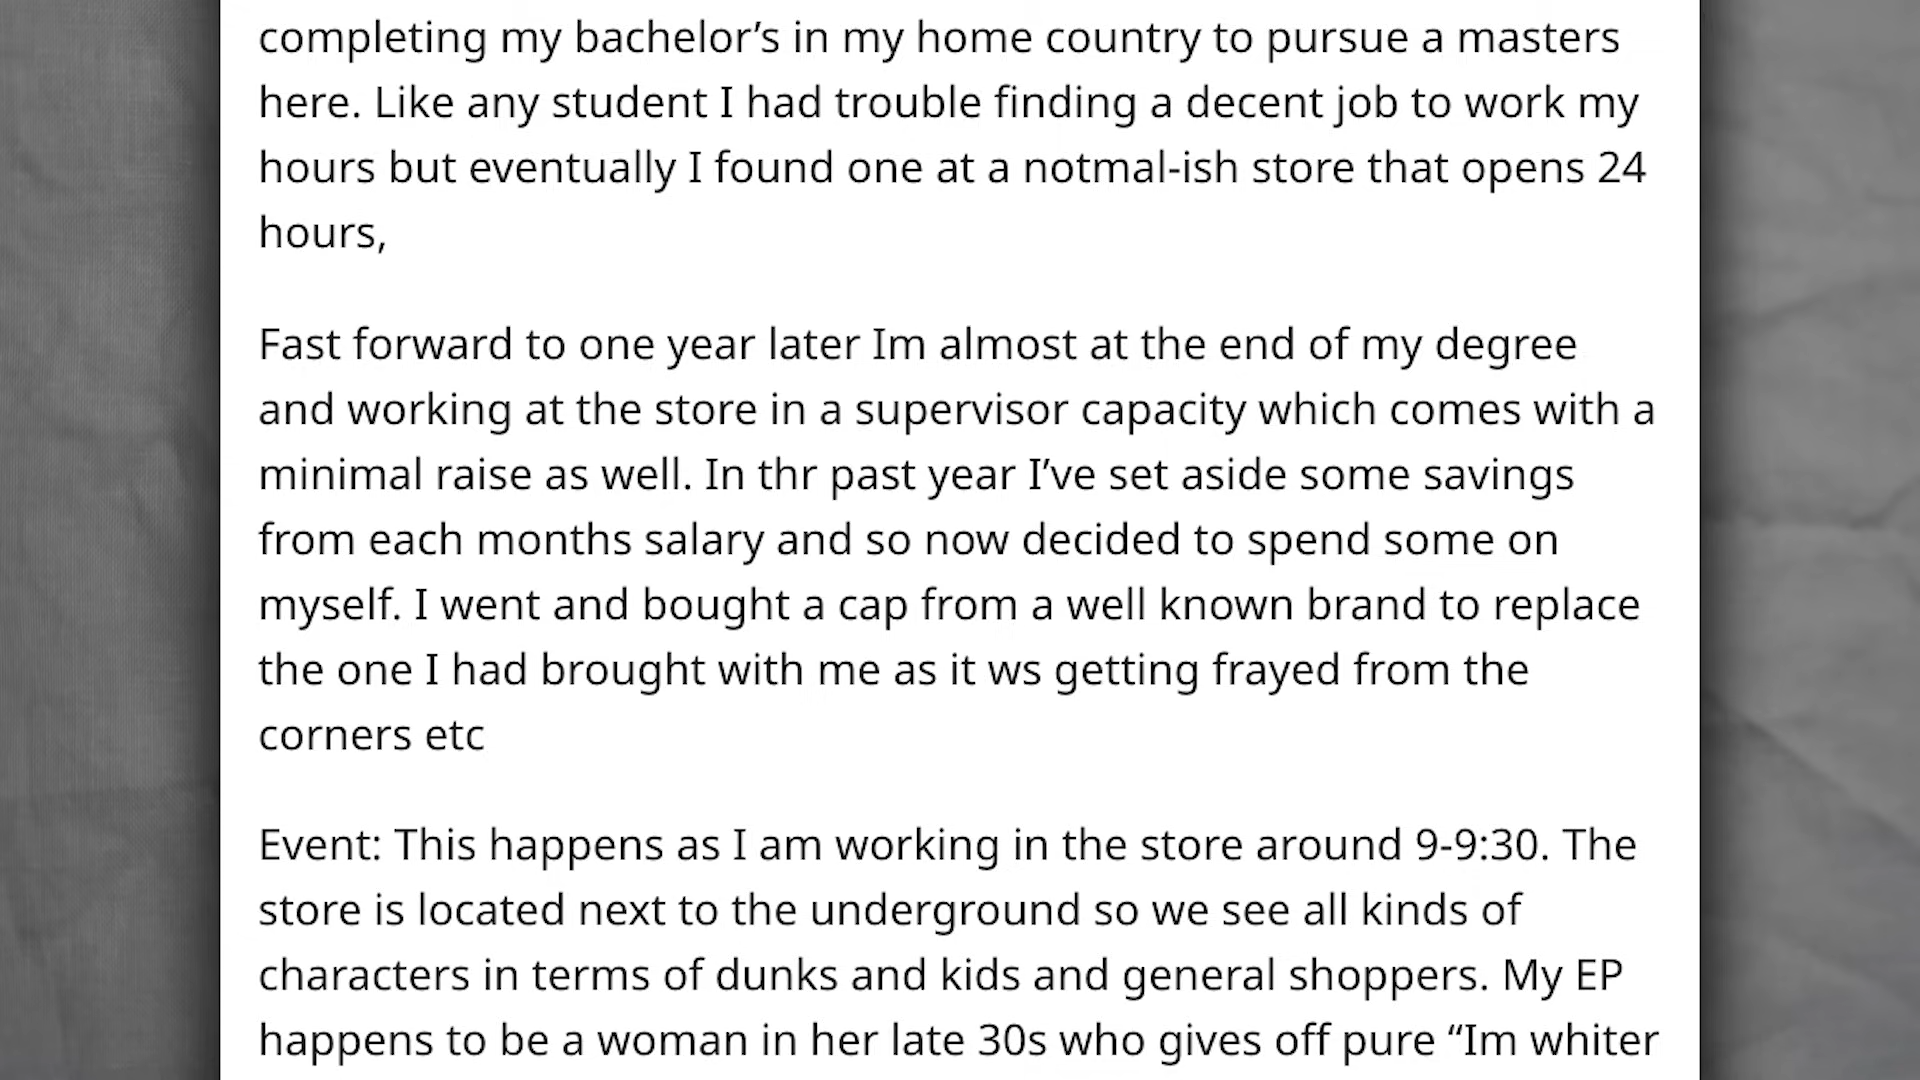 completing my bachelor’s in my home country to pursue a masters
here. Like any student I had trouble finding a decent job to work my
hours but eventually I found one at a notmal-ish store that opens 24
hours,
Fast forward to one year later Im almost at the end of my degree
and working at the store in a supervisor capacity which comes with a
minimal raise as well. In thr past year I’ve set aside some savings
from each months salary and so now decided to spend some on
myself. I went and bought a cap from a well known brand to replace
the one I had brought with me as it ws getting frayed from the
corners etc
Event: This happens as I am working in the store around 9-9:30. The
store is located next to the underground so we see all kinds of
characters in terms of dunks and kids and general shoppers. My EP
happens to be a woman in her late 30s who gives off pure “Im whiter